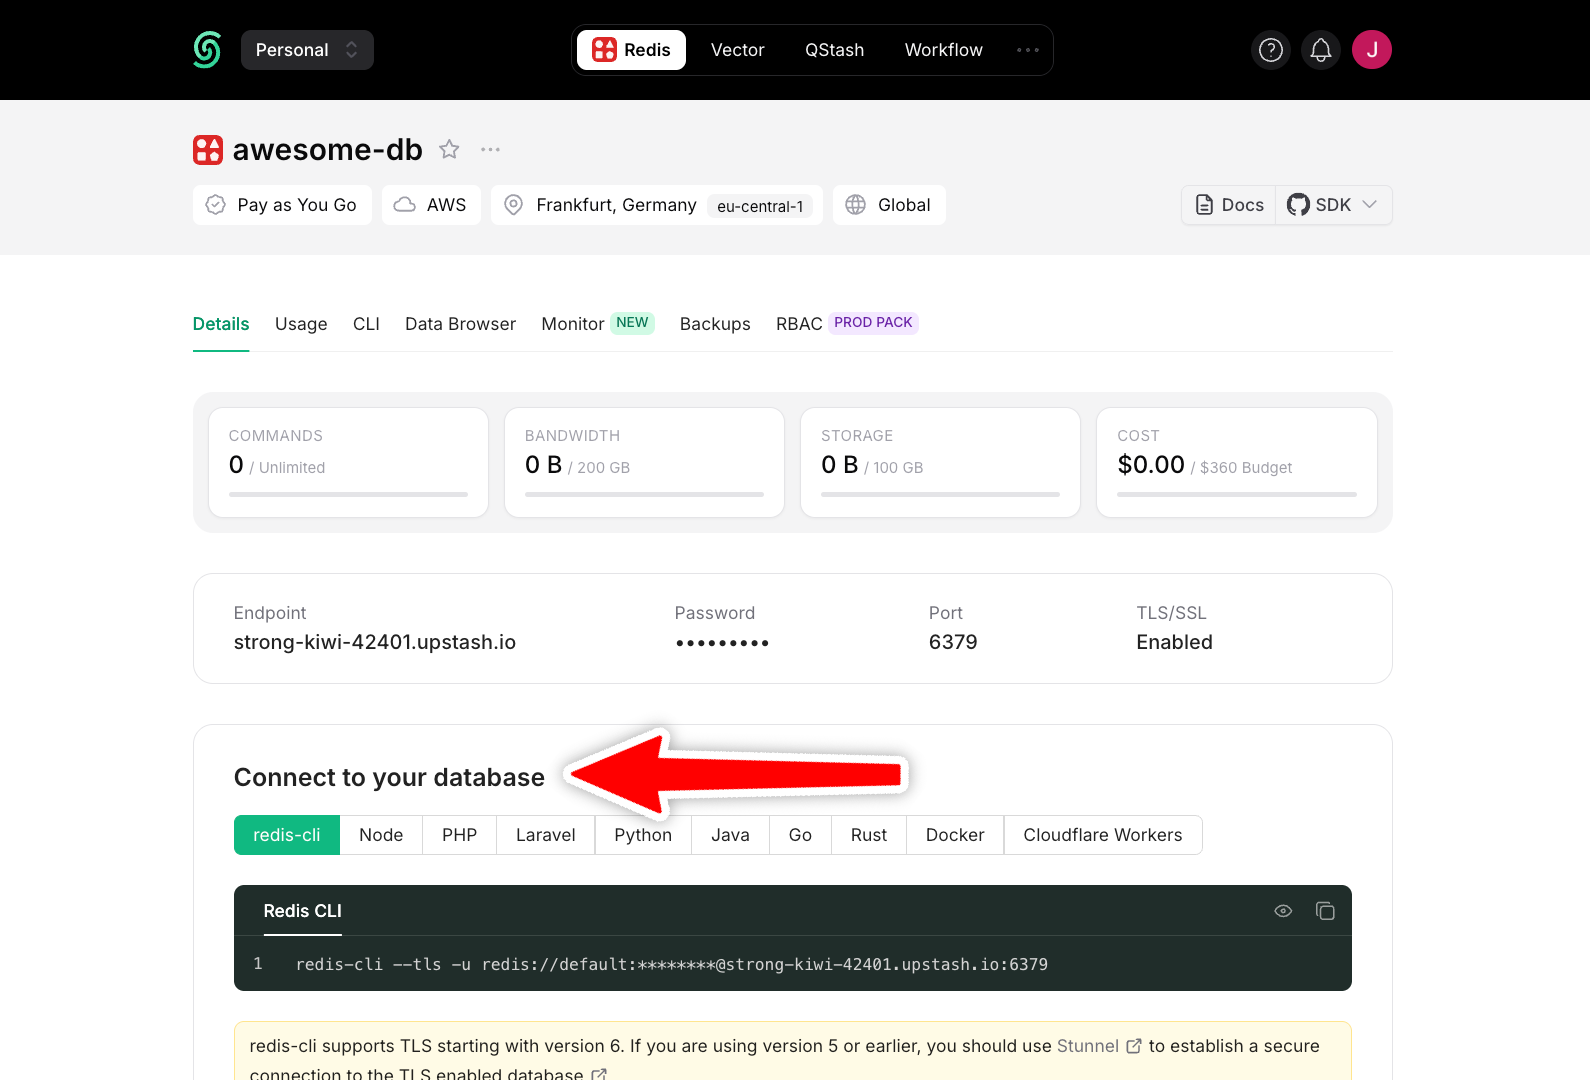 Personal
Redis Vector QStash Workflow
J
awesome-db
Pay as You Go AWS Frankfurt, Germany eu-central-1 Global Docs SDK
Details Usage CLI Data Browser Monitor NEW Backups RBAC PROD PACK
COMMANDS
0 / Unlimited
BANDWIDTH
0 B / 200 GB
STORAGE
0 B / 100 GB
COST
$0.00 / $360 Budget
Endpoint
strong-kiwi-42401.upstash.io
Password
•••••••••
Port
6379
TLS/SSL
Enabled
Connect to your database
redis-cli Node PHP Laravel Python Java Go Rust Docker Cloudflare Workers
Redis CLI
1 redis-cli --tls -u redis://default:********@strong-kiwi-42401.upstash.io:6379
redis-cli supports TLS starting with version 6. If you are using version 5 or earlier, you should use Stunnel to establish a secure
connection to the TLS enabled database